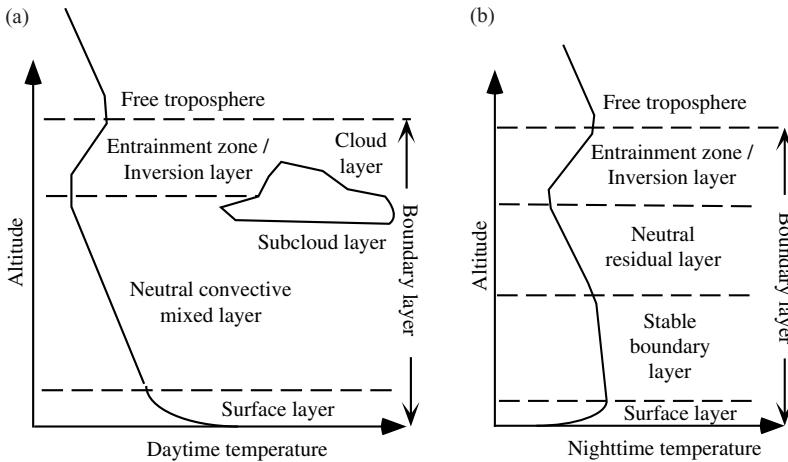 (a)
Free troposphere
Entrainment zone /
Inversion layer
Cloud
layer
Subcloud layer
Neutral convective
mixed layer
Surface layer
Altitude
Boundary layer
Daytime temperature
(b)
Free troposphere
Entrainment zone /
Inversion layer
Neutral
residual layer
Stable
boundary
layer
Surface layer
Altitude
Boundary layer
Nighttime temperature